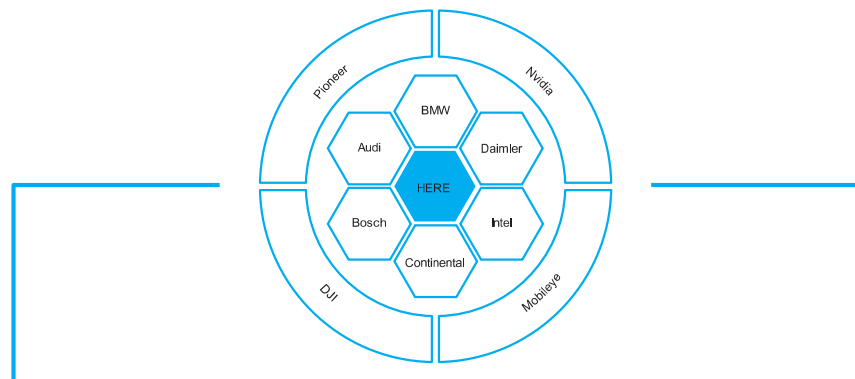 Pioneer
Nvidia
BMW
Audi
Daimler
HERE
Bosch
Intel
Continental
DJI
Mobileye